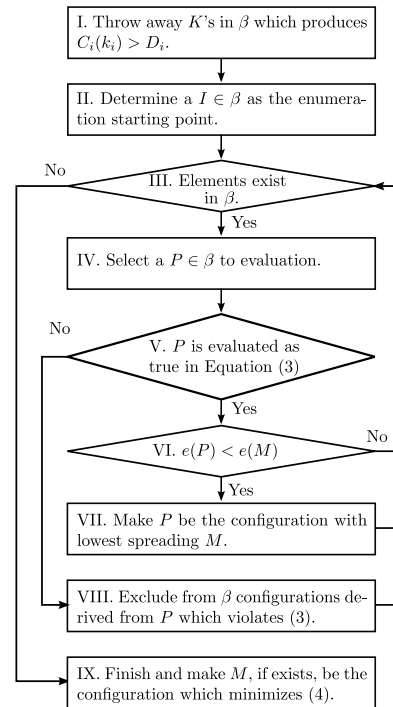 I. Throw away K's in β which produces
C_i(k_i) > D_i.
II. Determine a I ∈ β as the enumer-
ation starting point.
No
III. Elements exist
in β.
Yes
IV. Select a P ∈ β to evaluation.
No
V. P is evaluated as
true in Equation (3)
Yes
No
VI. e(P) < e(M)
Yes
VII. Make P be the configuration with
lowest spreading M.
VIII. Exclude from β configurations de-
rived from P which violates (3).
IX. Finish and make M, if exists, be the
configuration which minimizes (4).